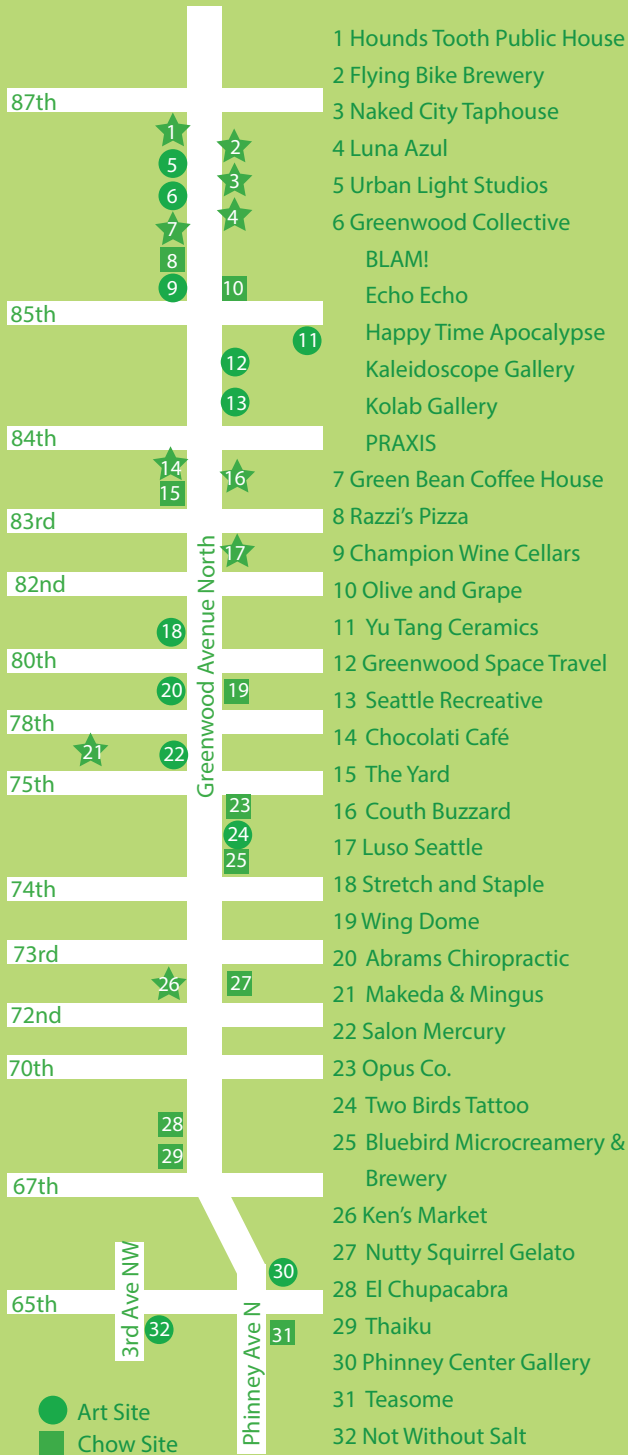 1 Hounds Tooth Public House
2 Flying Bike Brewery
3 Naked City Taphouse
4 Luna Azul
5 Urban Light Studios
6 Greenwood Collective
BLAM!
Echo Echo
Happy Time Apocalypse
Kaleidoscope Gallery
Kolab Gallery
PRAXIS
7 Green Bean Coffee House
8 Razzi's Pizza
9 Champion Wine Cellars
10 Olive and Grape
11 Yu Tang Ceramics
12 Greenwood Space Travel
13 Seattle Recreative
14 Chocolati Café
15 The Yard
16 Couth Buzzard
17 Luso Seattle
18 Stretch and Staple
19 Wing Dome
20 Abrams Chiropractic
21 Makeda & Mingus
22 Salon Mercury
23 Opus Co.
24 Two Birds Tattoo
25 Bluebird Microcreamery &
Brewery
26 Ken's Market
27 Nutty Squirrel Gelato
28 El Chupacabra
29 Thaiku
30 Phinney Center Gallery
31 Teasome
32 Not Without Salt
87th
1
2
5
3
6
4
7
8
9
10
85th
11
12
13
84th
14
16
15
83rd
17
82nd
Greenwood Avenue North
18
80th
20
19
78th
21
22
75th
23
24
25
74th
73rd
26
27
72nd
70th
28
29
67th
30
65th
3rd Ave NW
32
Phinney Ave N
31
Art Site
Chow Site